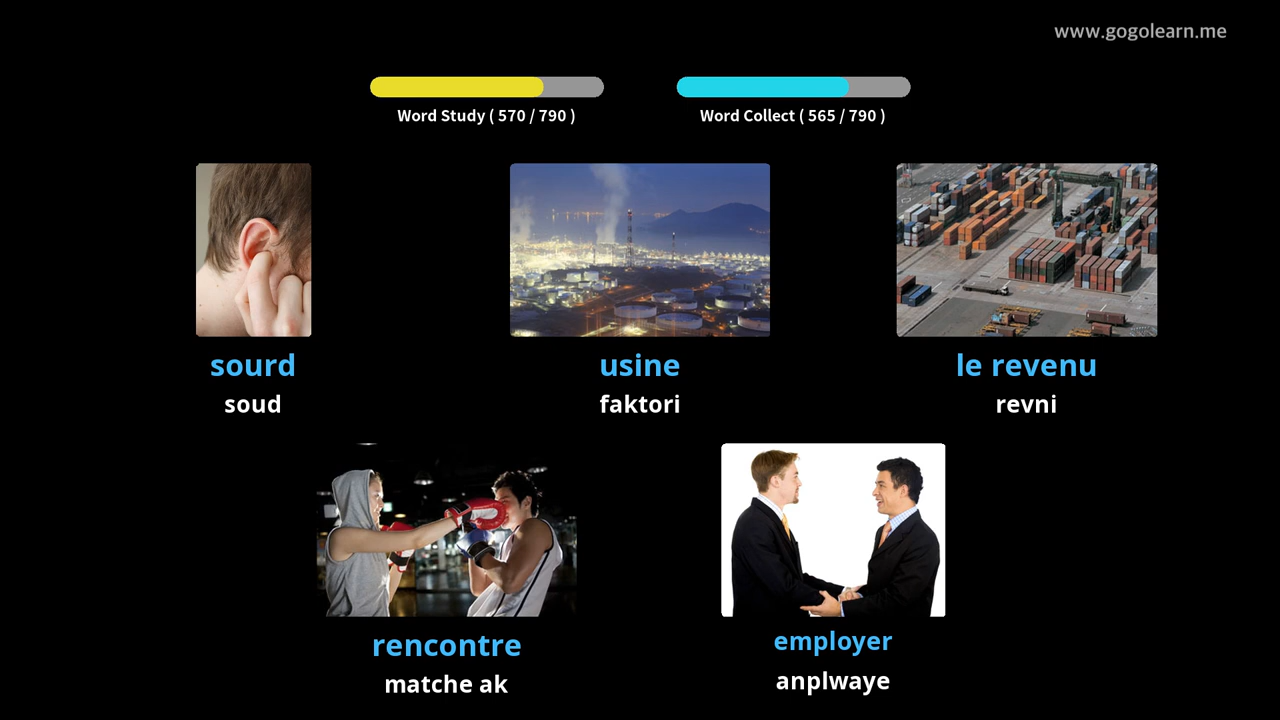 www.gogolearn.me
Word Study ( 570 / 790 )
Word Collect ( 565 / 790 )
sourd
soud
usine
faktori
le revenu
revni
rencontre
matche ak
employer
anplwaye